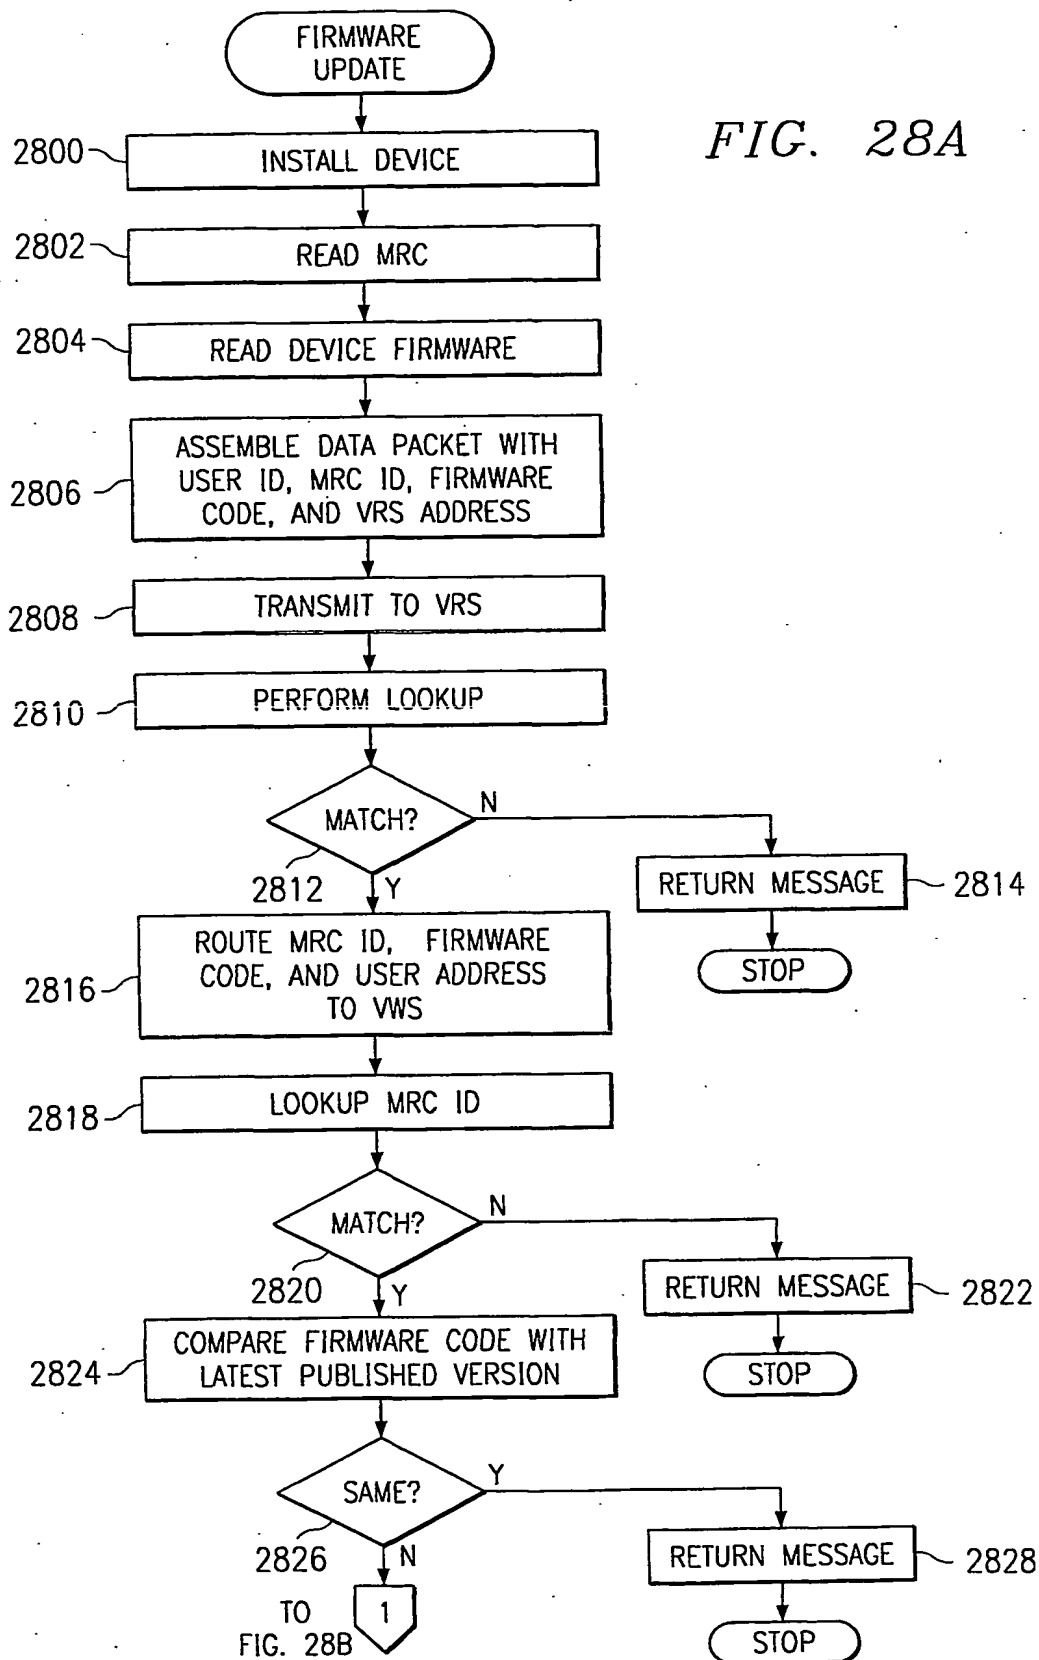 FIRMWARE
UPDATE
FIG. 28A
2800
INSTALL DEVICE
2802
READ MRC
2804
READ DEVICE FIRMWARE
2806
ASSEMBLE DATA PACKET WITH
USER ID, MRC ID, FIRMWARE
CODE, AND VRS ADDRESS
2808
TRANSMIT TO VRS
2810
PERFORM LOOKUP
MATCH?
N
2812
Y
RETURN MESSAGE
2814
STOP
2816
ROUTE MRC ID, FIRMWARE
CODE, AND USER ADDRESS
TO VWS
2818
LOOKUP MRC ID
MATCH?
N
2820
Y
RETURN MESSAGE
2822
STOP
2824
COMPARE FIRMWARE CODE WITH
LATEST PUBLISHED VERSION
SAME?
Y
2826
N
RETURN MESSAGE
2828
STOP
TO
FIG. 28B
1